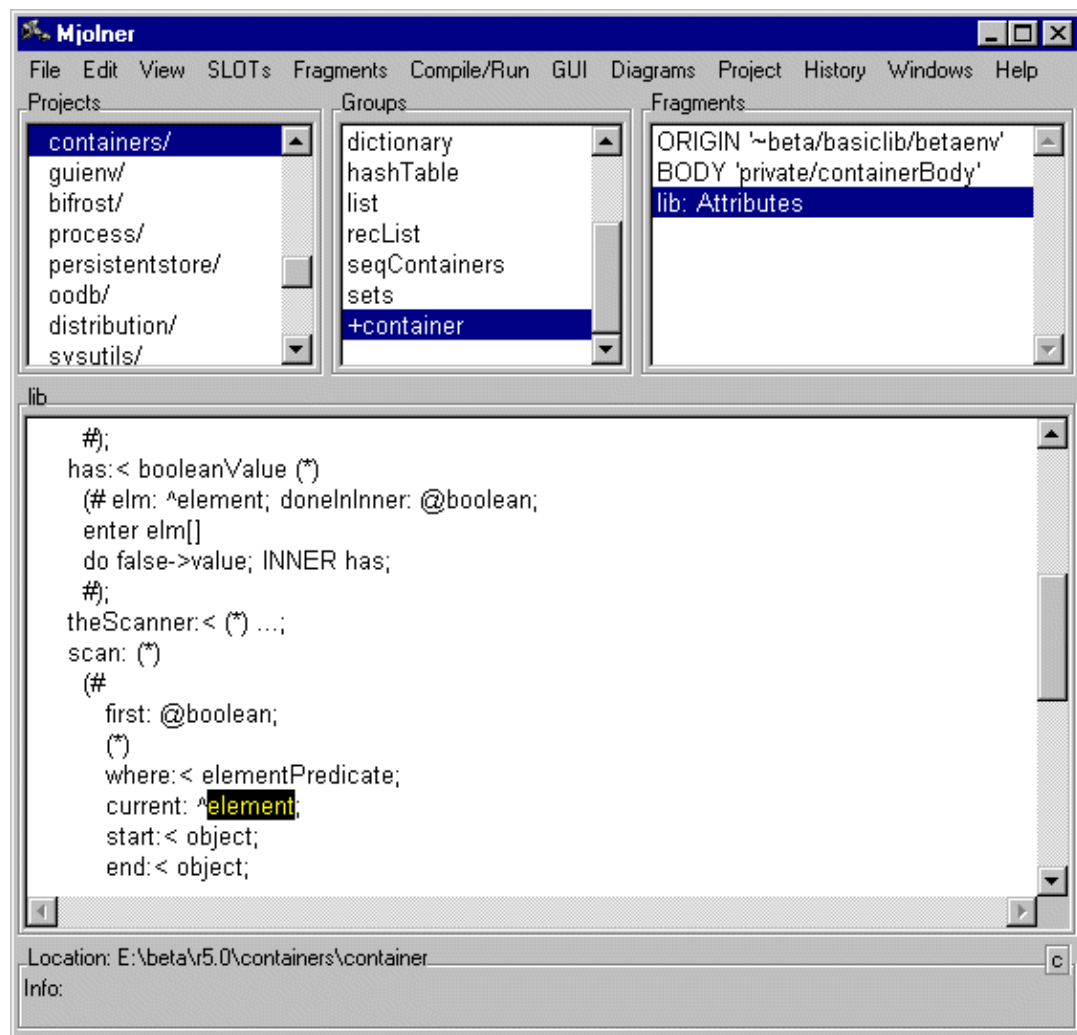 Mjolner
File Edit View SLOTs Fragments Compile/Run GUI Diagrams Project History Windows Help
Projects
containers/
guienv/
bifrost/
process/
persistentstore/
oodb/
distribution/
sysutils/
Groups
dictionary
hashTable
list
recList
seqContainers
sets
+container
Fragments
ORIGIN '~beta/basiclib/betaenv'
BODY 'private/containerBody'
lib: Attributes
lib
#);
has:< booleanValue (*)
(# elm: ^element; doneInInner: @boolean;
enter elm[]
do false->value; INNER has;
#);
theScanner:< (*) ...;
scan: (*)
(#
first: @boolean;
(*)
where:< elementPredicate;
current: ^element;
start:< object;
end:< object;
Location: E:\beta\r5.0\containers\container
c
Info: